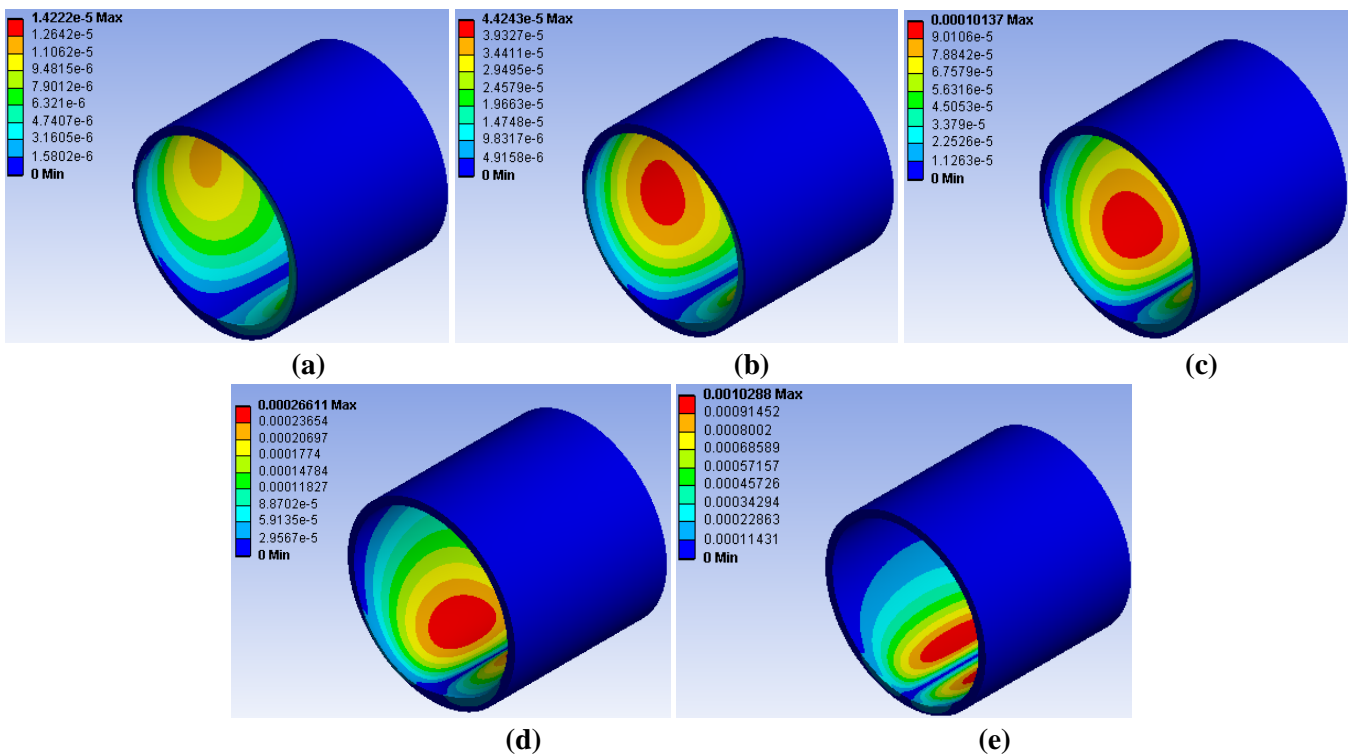 1.4222e-5 Max
1.2642e-5
1.1062e-5
9.4815e-6
7.9012e-6
6.321e-6
4.7407e-6
3.1605e-6
1.5802e-6
0 Min
(a)
4.4243e-5 Max
3.9327e-5
3.4411e-5
2.9495e-5
2.4579e-5
1.9663e-5
1.4748e-5
9.8317e-6
4.9158e-6
0 Min
(b)
0.00010137 Max
9.0106e-5
7.8842e-5
6.7579e-5
5.6316e-5
4.5053e-5
3.379e-5
2.2526e-5
1.1263e-5
0 Min
(c)
0.00026611 Max
0.00023654
0.00020697
0.0001774
0.00014784
0.00011827
8.8702e-5
5.9135e-5
2.9567e-5
0 Min
(d)
0.0010288 Max
0.00091452
0.0008002
0.00068589
0.00057157
0.00045726
0.00034294
0.00022863
0.00011431
0 Min
(e)